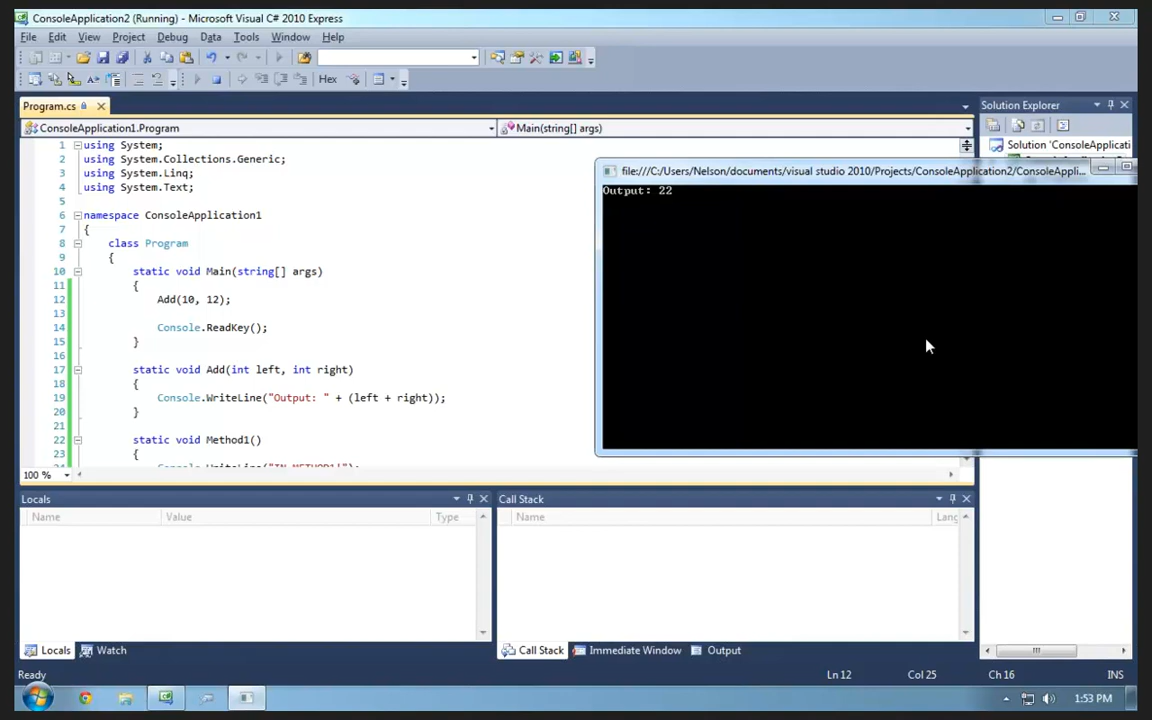 ConsoleApplication2 (Running) - Microsoft Visual C# 2010 Express
File Edit View Project Debug Data Tools Window Help
Hex
Program.cs
Solution Explorer
ConsoleApplication1.Program
Main(string[] args)
Solution 'ConsoleApplicati
1 using System;
2 using System.Collections.Generic;
3 using System.Linq;
4 using System.Text;
5
6 namespace ConsoleApplication1
7 {
8 class Program
9 {
10 static void Main(string[] args)
11 {
12 Add(10, 12);
13
14 Console.ReadKey();
15 }
16
17 static void Add(int left, int right)
18 {
19 Console.WriteLine("Output: " + (left + right));
20 }
21
22 static void Method1()
23 {
file:///C:/Users/Nelson/documents/visual studio 2010/Projects/ConsoleApplication2/ConsoleAppli...
Output: 22
100 %
Locals
Name Value Type
Call Stack
Name Lang
Locals Watch
Call Stack Immediate Window Output
Ready Ln 12 Col 25 Ch 16 INS
1:53 PM